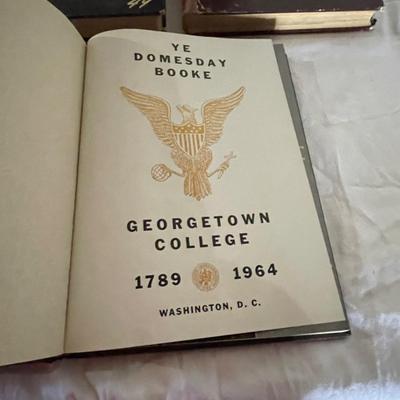 YE
DOMESDAY
BOOKE
GEORGETOWN
COLLEGE
1789 1964
WASHINGTON, D. C.